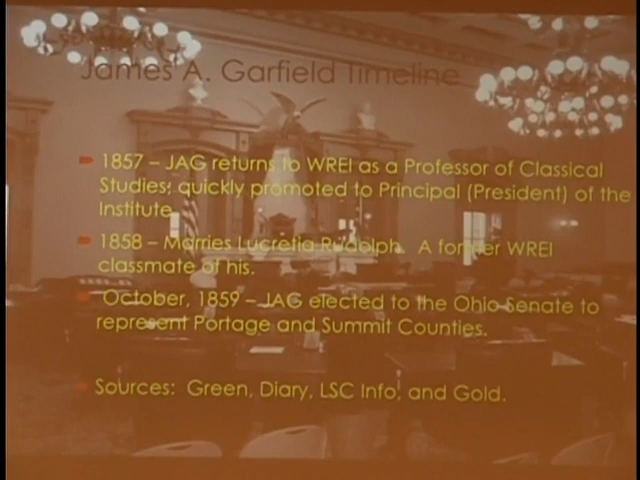 James A. Garfield Timeline
1857 – JAG returns to WREI as a Professor of Classical
Studies; quickly promoted to Principal (President) of the
Institute.
1858 – Marries Lucretia Rudolph. A former WREI
classmate of his.
October, 1859 – JAG elected to the Ohio Senate to
represent Portage and Summit Counties.
Sources: Green, Diary, LSC Info, and Gold.